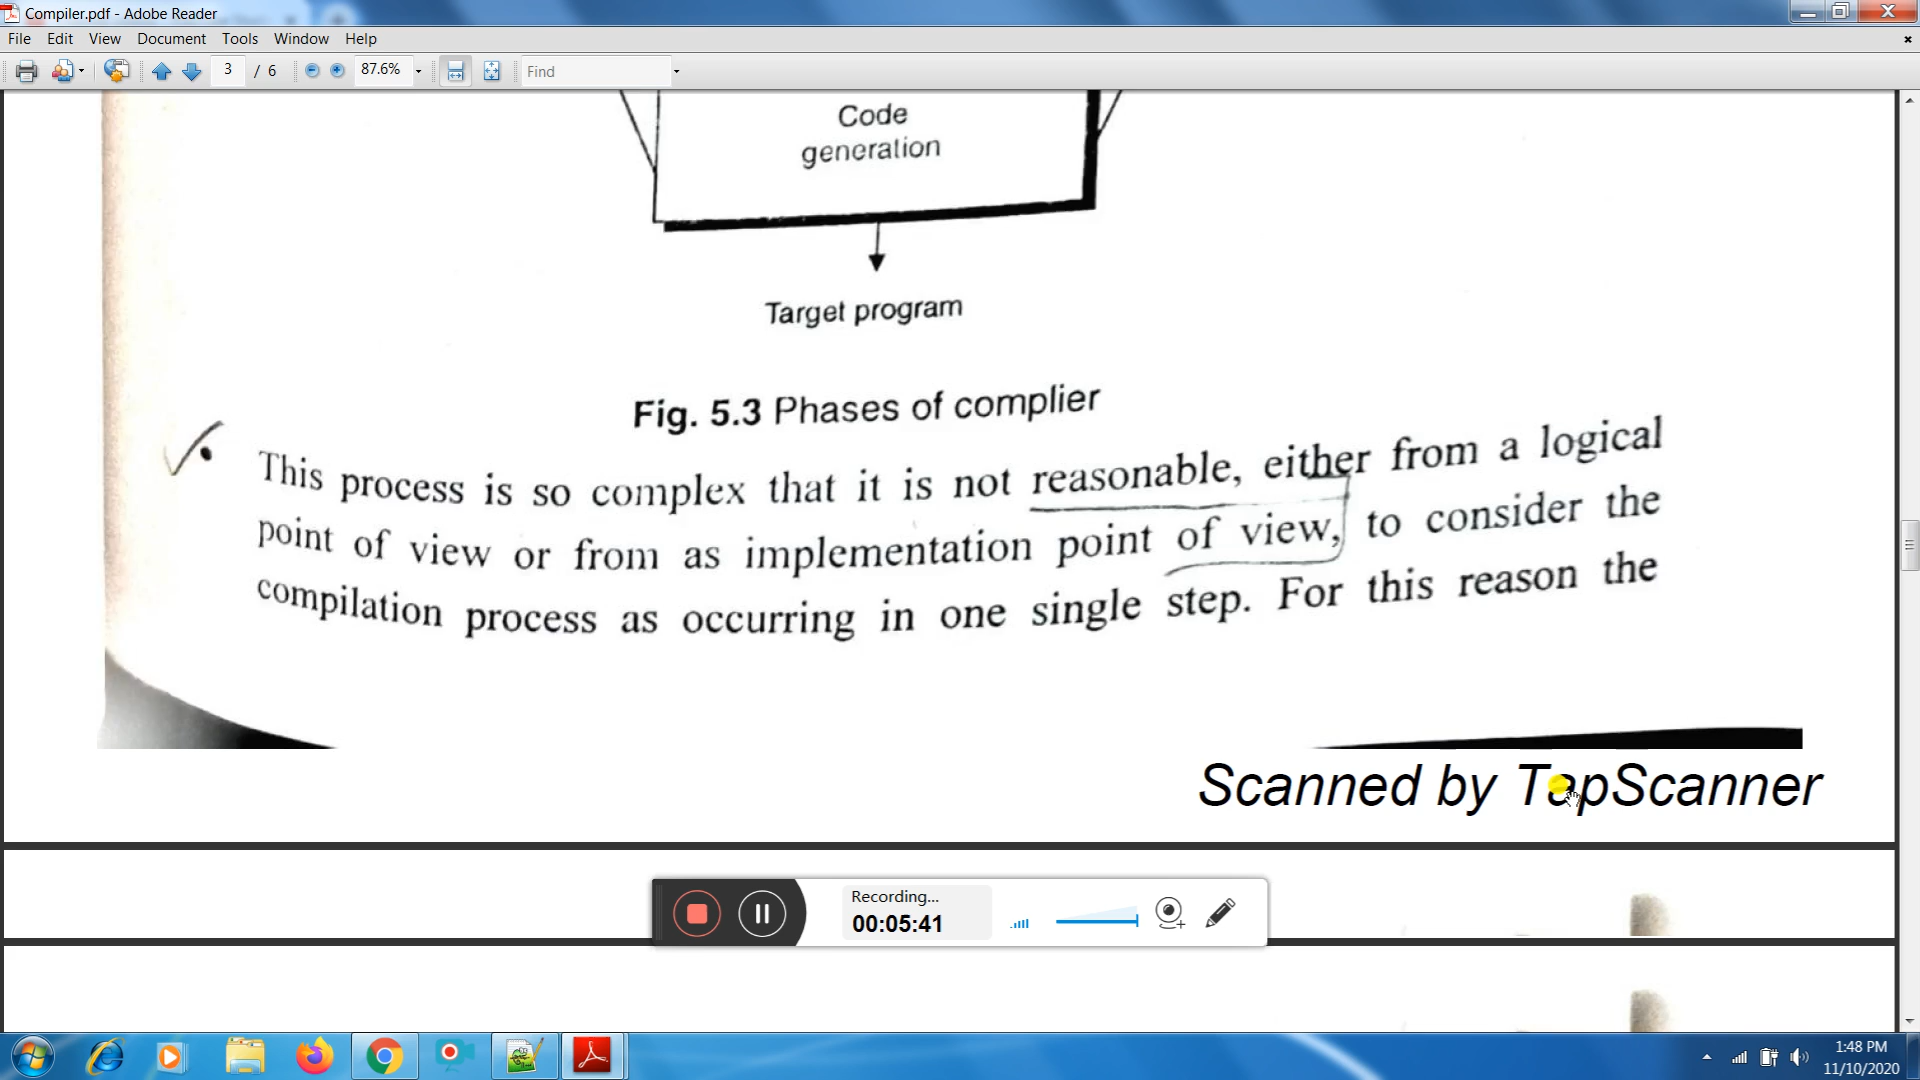 Compiler.pdf - Adobe Reader
File Edit View Document Tools Window Help
3 / 6 87.6% Find
Code
generation
Target program
Fig. 5.3 Phases of complier
This process is so complex that it is not reasonable, either from a logical
point of view or from as implementation point of view, to consider the
compilation process as occurring in one single step. For this reason the
Scanned by TapScanner
Recording...
00:05:41
1:48 PM
11/10/2020